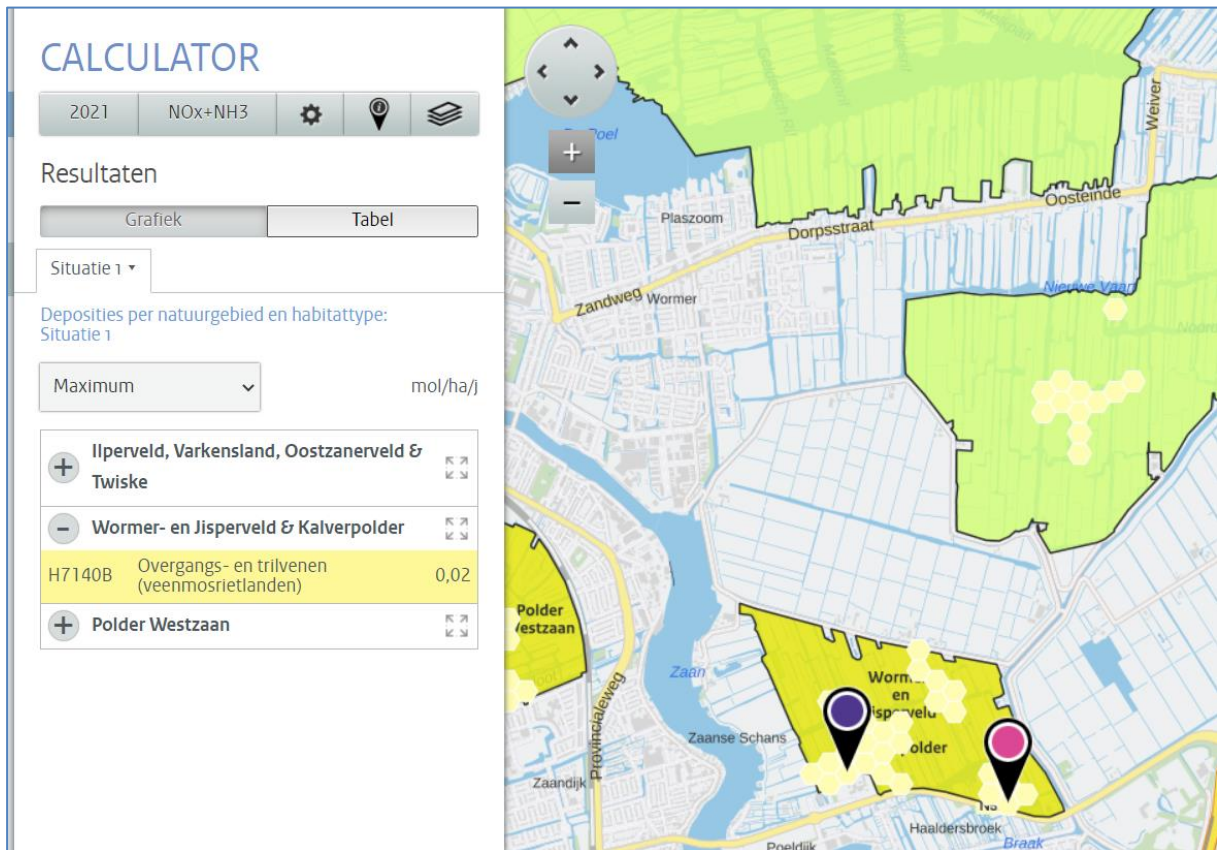 CALCULATOR
2021
NOx+NH3
Resultaten
Grafiek
Tabel
Situatie 1
Deposities per natuurgebied en habitattype:
Situatie 1
Maximum
mol/ha/j
Ilperveld, Varkensland, Oostzanerveld &
Twiske
Wormer- en Jisperveld & Kalverpolder
H7140B
Overgangs- en trilvenen
(veenmosrietlanden)
0,02
Polder Westzaan
Poel
Plaszoom
Dorpsstraat
Oosteinde
Weiver
Zandweg
Wormer
Nieuwe Vaart
Polder
Westzaan
Zaan
Provincialeweg
Zaanse Schans
Zaandijk
en
Jisperveld
polder
Haaldersbroek
Braak
Poeldijk